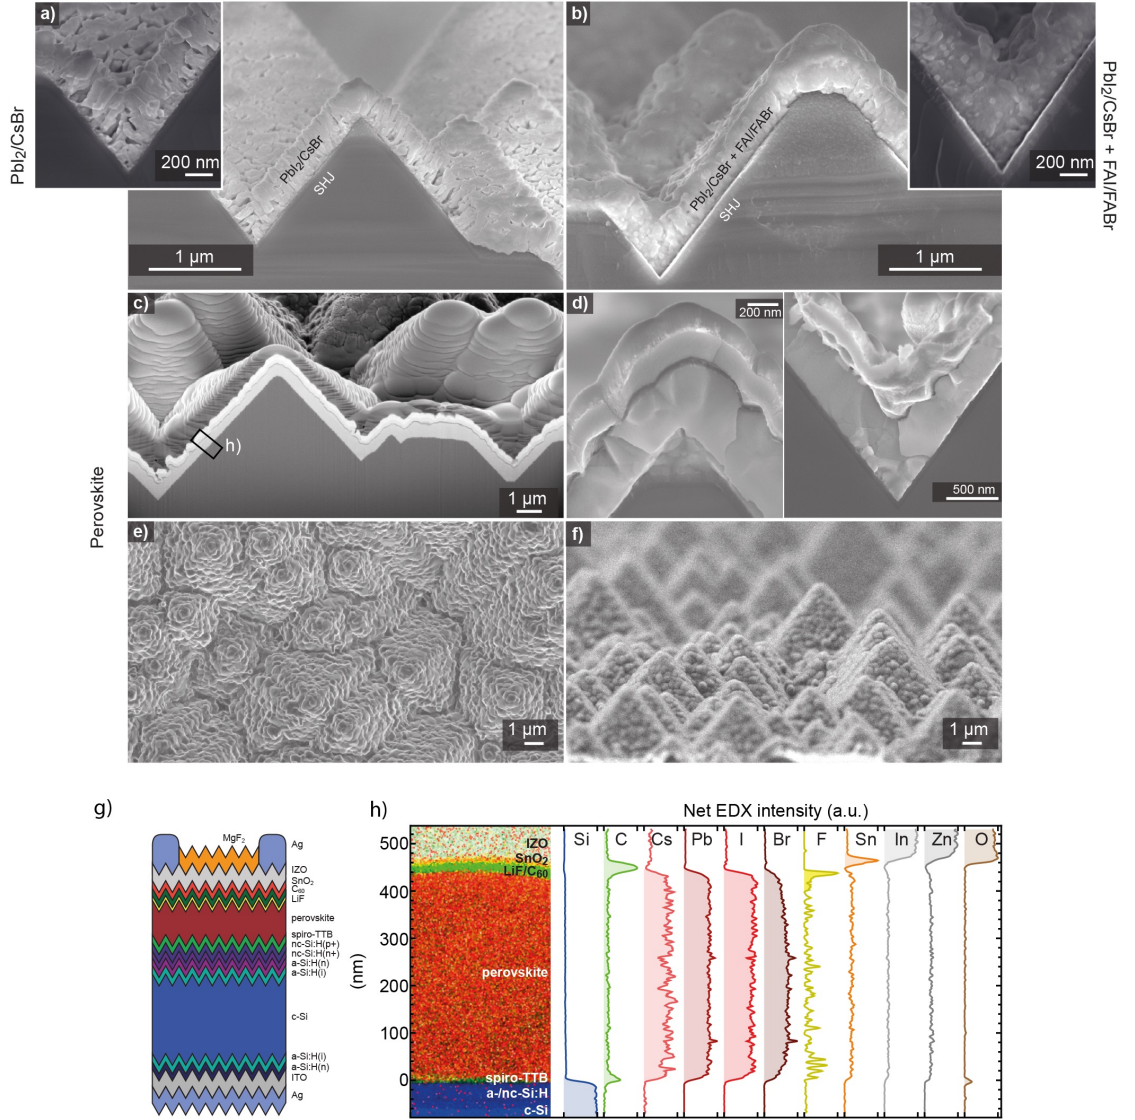 a)
PbI2/CsBr
200 nm
PbI2/CsBr
SHJ
1 µm
b)
PbI2/CsBr + FAI/FABr
200 nm
PbI2/CsBr + FAI/FABr
SHJ
1 µm
Perovskite
c)
h)
1 µm
d)
200 nm
500 nm
e)
1 µm
f)
1 µm
g)
MgF2
Ag
IZO
SnO2
C60
LiF
perovskite
spiro-TTB
nc-Si:H(p+)
nc-Si:H(n+)
a-Si:H(n)
a-Si:H(i)
c-Si
a-Si:H(i)
a-Si:H(n)
ITO
Ag
h)
Net EDX intensity (a.u.)
Si C Cs Pb I Br F Sn In Zn O
500
400
300
200
100
0
(nm)
IZO
SnO2
LiF/C60
perovskite
spiro-TTB
a-/nc-Si:H
c-Si